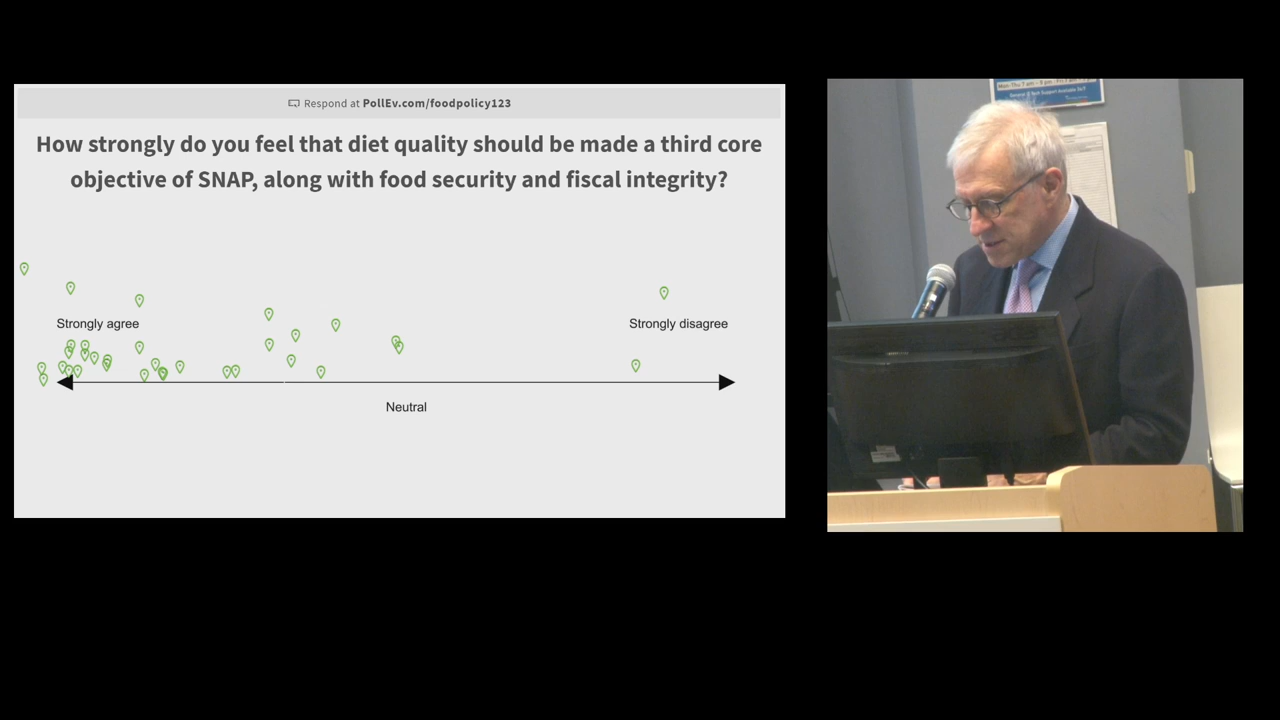 Respond at PollEv.com/foodpolicy123
How strongly do you feel that diet quality should be made a third core
objective of SNAP, along with food security and fiscal integrity?
Strongly agree
Strongly disagree
Neutral